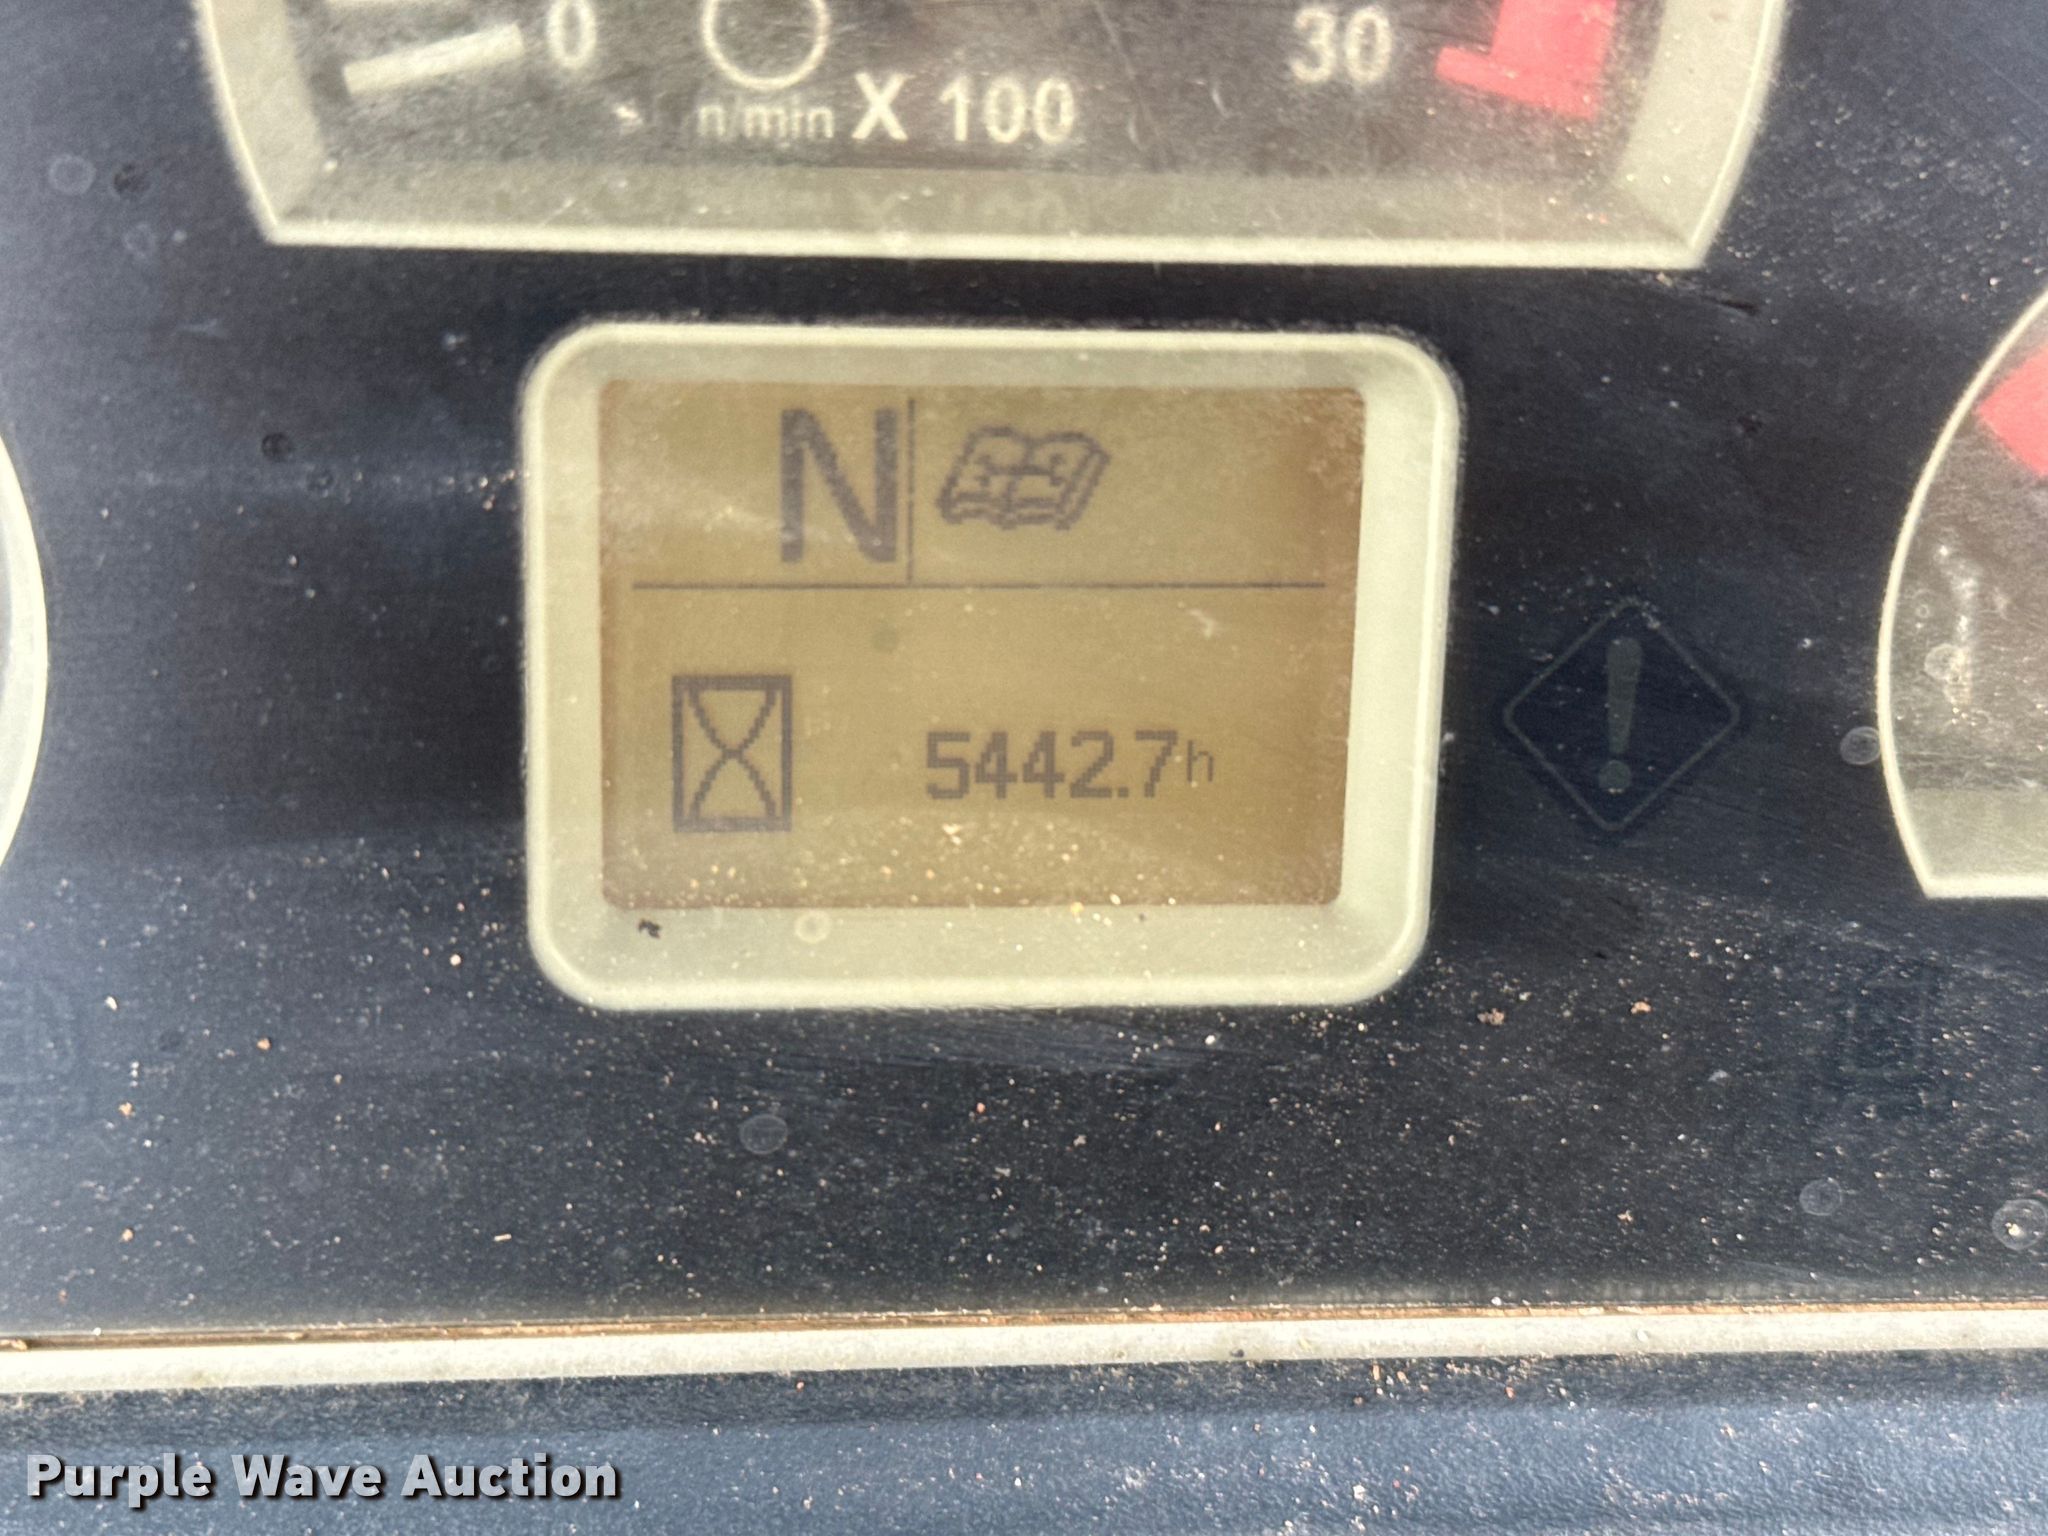 0 30
n/min X 100
N
5442.7h
Purple Wave Auction